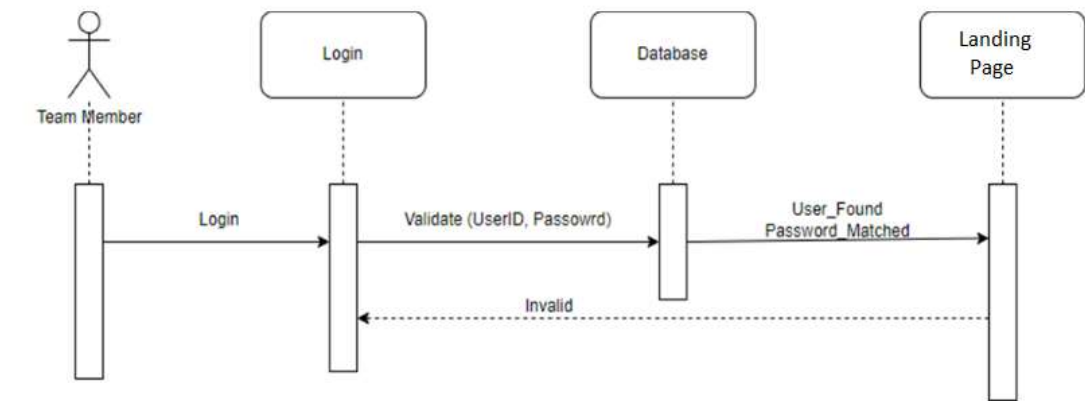 Login
Database
Landing
Page
Team Member
Login
Validate (UserID, Passowrd)
User_Found
Password_Matched
Invalid